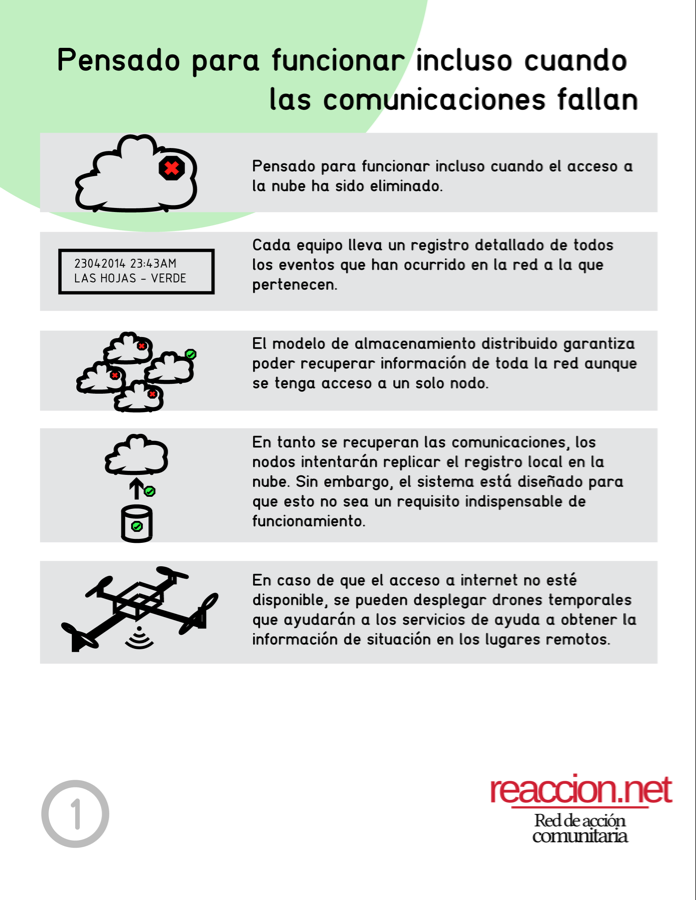 Pensado para funcionar incluso cuando
las comunicaciones fallan
Pensado para funcionar incluso cuando el acceso a
la nube ha sido eliminado.
23042014 23:43AM
LAS HOJAS - VERDE
Cada equipo lleva un registro detallado de todos
los eventos que han ocurrido en la red a la que
pertenecen.
El modelo de almacenamiento distribuido garantiza
poder recuperar información de toda la red aunque
se tenga acceso a un solo nodo.
En tanto se recuperan las comunicaciones, los
nodos intentarán replicar el registro local en la
nube. Sin embargo, el sistema está diseñado para
que esto no sea un requisito indispensable de
funcionamiento.
En caso de que el acceso a internet no esté
disponible, se pueden desplegar drones temporales
que ayudarán a los servicios de ayuda a obtener la
información de situación en los lugares remotos.
1
reaccion.net
Red de acción
comunitaria